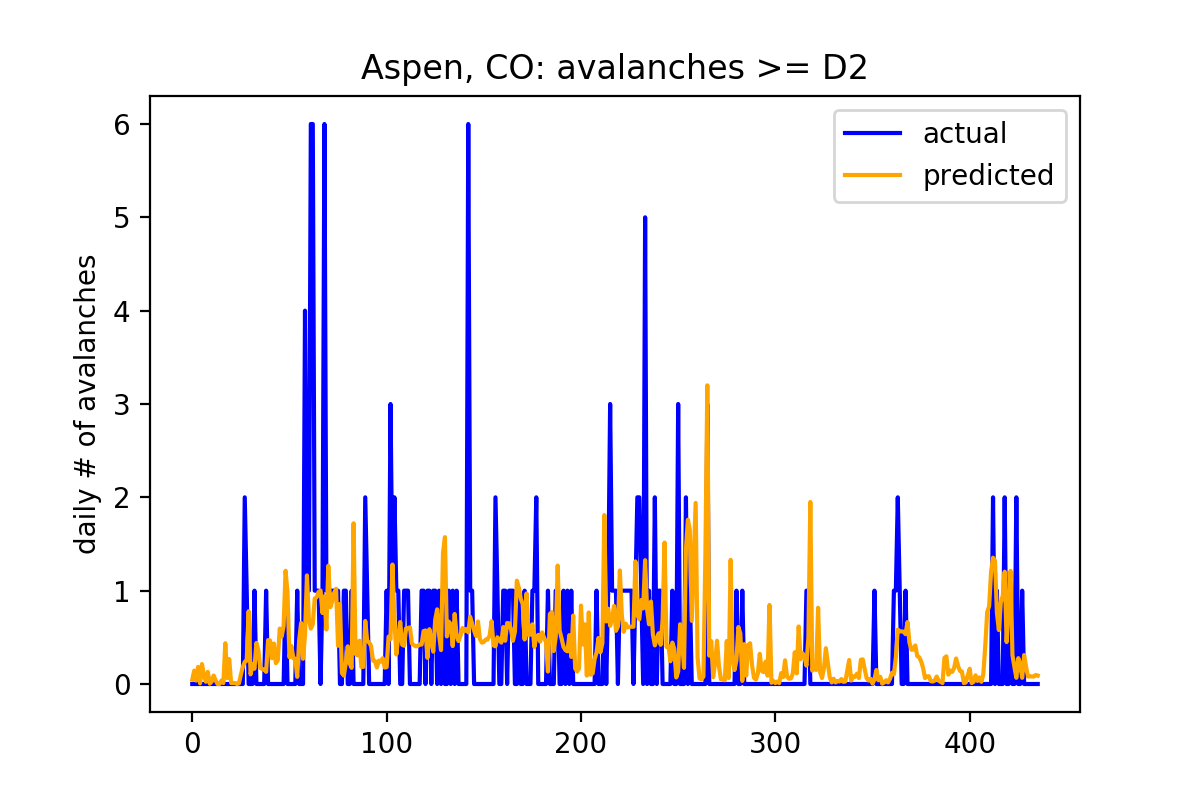 Aspen, CO: avalanches >= D2
actual
predicted
daily # of avalanches
6
5
4
3
2
1
0
0 100 200 300 400